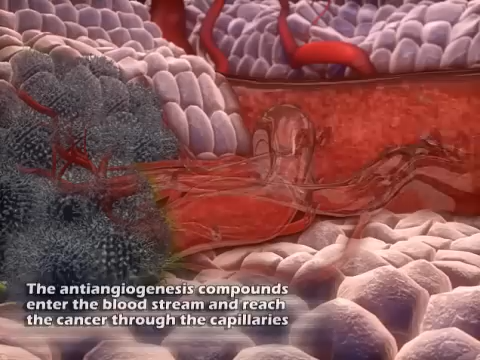 The antiangiogenesis compounds
enter the blood stream and reach
the cancer through the capillaries